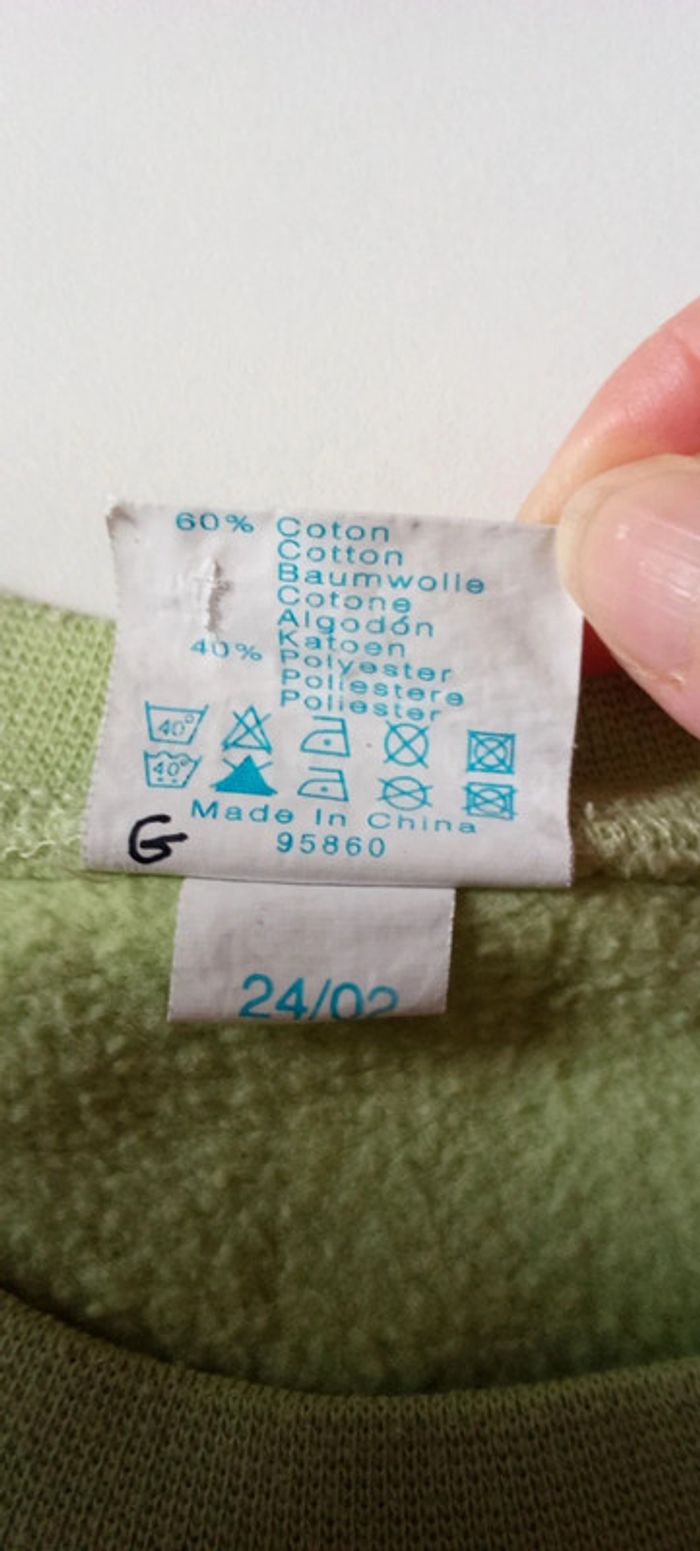 60% Coton
Cotton
Baumwolle
Cotone
Algodón
Katoen
40% Polyester
Poliestere
Poliester
40°
40°
Made In China
G
95860
24/02